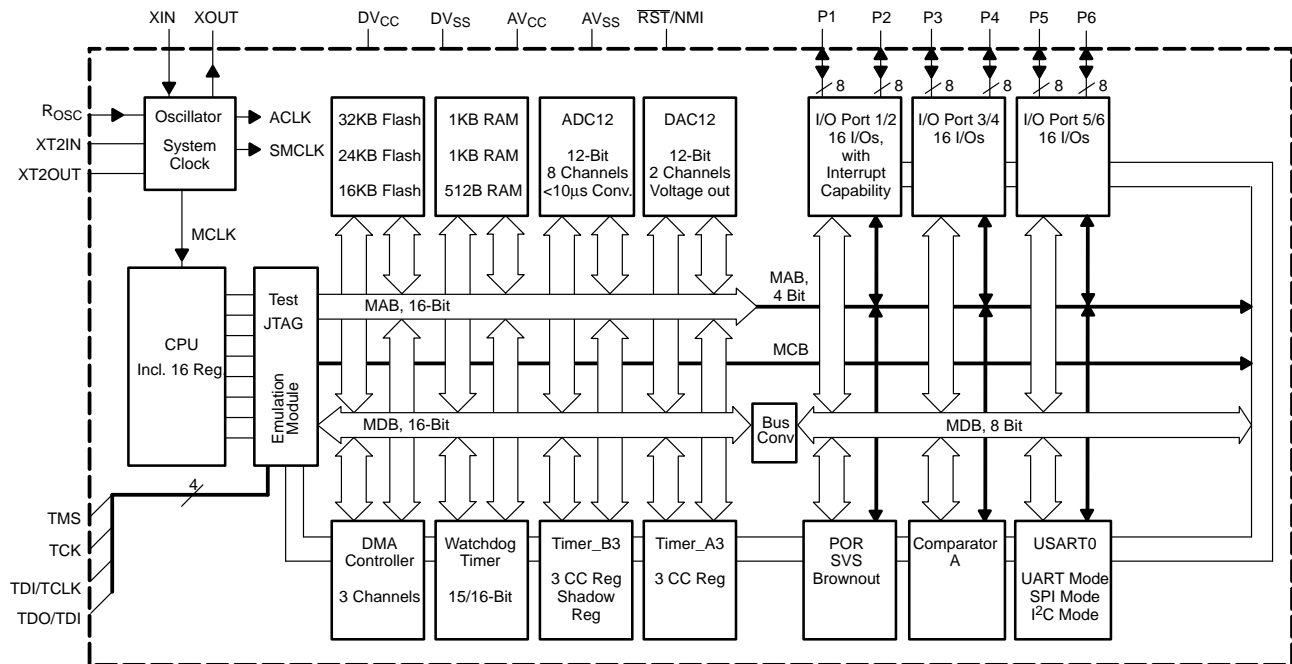 XIN XOUT DVCC DVSS AVCC AVSS RST/NMI P1 P2 P3 P4 P5 P6
8 8 8 8 8 8
ROSC
XT2IN
XT2OUT
Oscillator
System
Clock
ACLK
SMCLK
MCLK
32KB Flash
24KB Flash
16KB Flash
1KB RAM
1KB RAM
512B RAM
ADC12
12-Bit
8 Channels
<10μs Conv.
DAC12
12-Bit
2 Channels
Voltage out
I/O Port 1/2
16 I/Os,
with
Interrupt
Capability
I/O Port 3/4
16 I/Os
I/O Port 5/6
16 I/Os
CPU
Incl. 16 Reg.
Test
JTAG
Emulation
Module
MAB, 16-Bit
MAB,
4 Bit
MCB
MDB, 16-Bit
Bus
Conv
MDB, 8 Bit
4
TMS
TCK
TDI/TCLK
TDO/TDI
DMA
Controller
3 Channels
Watchdog
Timer
15/16-Bit
Timer_B3
3 CC Reg
Shadow
Reg
Timer_A3
3 CC Reg
POR
SVS
Brownout
Comparator
A
USART0
UART Mode
SPI Mode
I²C Mode